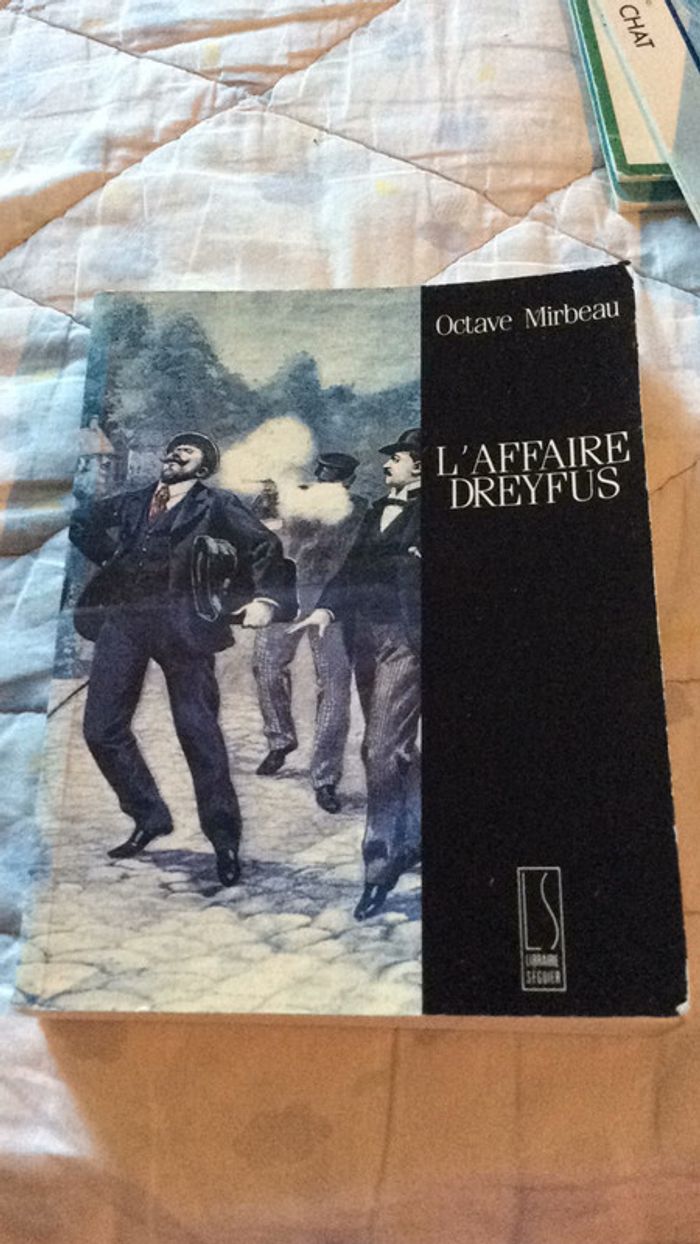 CHAT
Octave Mirbeau
L'AFFAIRE
DREYFUS
LS
LIBRAIRIE
SÉGUIER